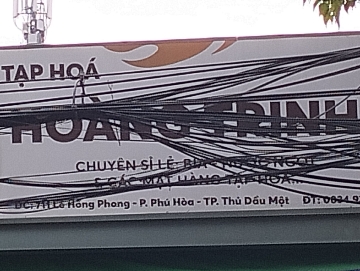 TẠP HOÁ
HOÀNG TRINH
CHUYÊN SỈ LẺ BIA - NƯỚC NGỌT
& CÁC MẶT HÀNG TẠP HOÁ...
ĐC: 711 Lê Hồng Phong - P. Phú Hòa - TP. Thủ Dầu Một ĐT: 0834